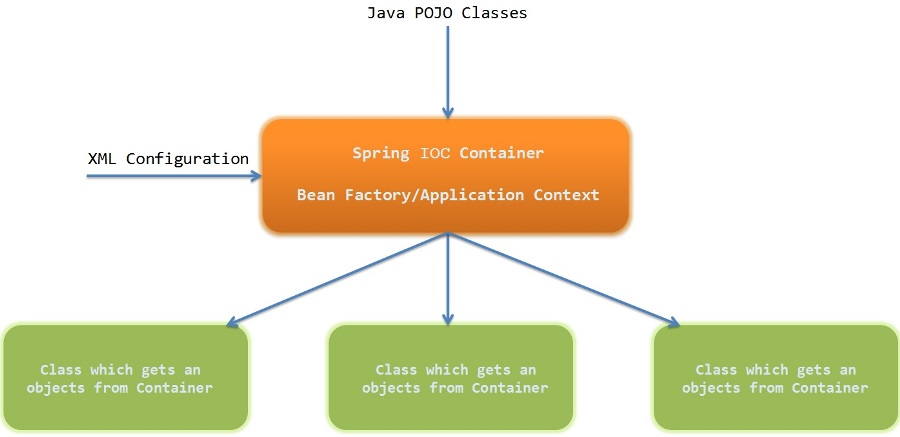 Java POJO Classes
XML Configuration
Spring IOC Container
Bean Factory/Application Context
Class which gets an
objects from Container
Class which gets an
objects from Container
Class which gets an
objects from Container